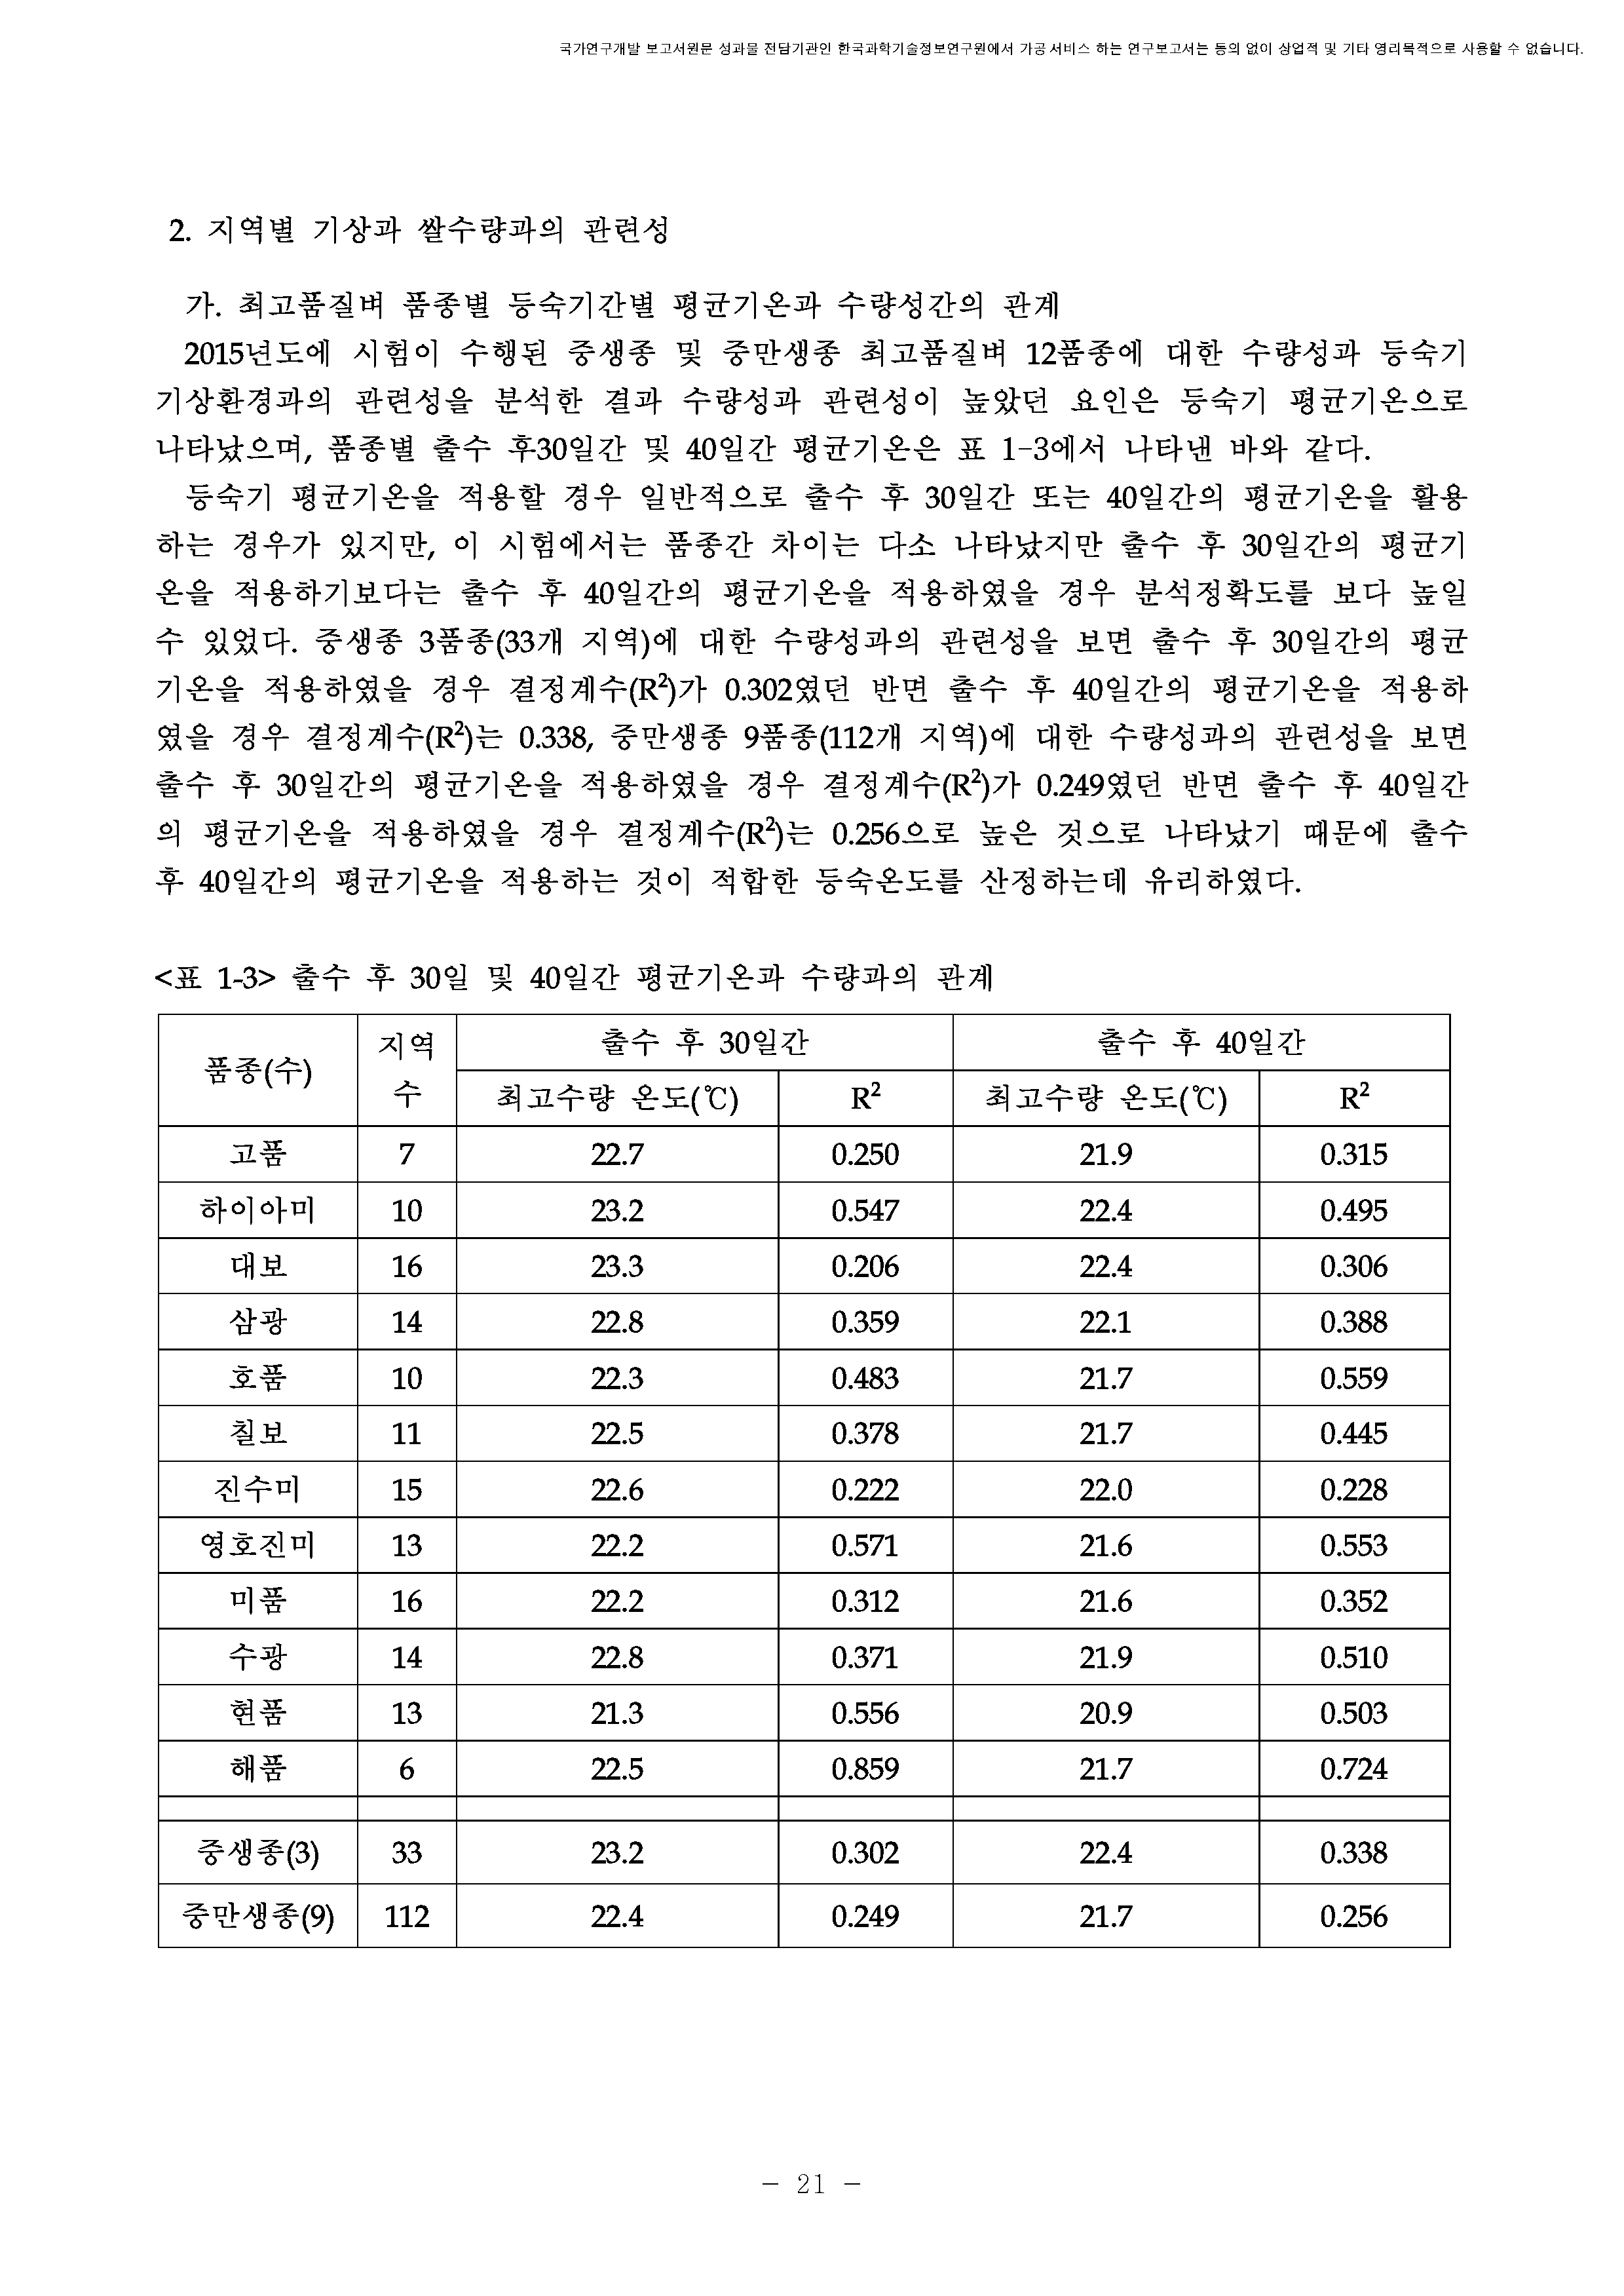 국가연구개발 보고서원문 성과물 전담기관인 한국과학기술정보연구원에서 가공·서비스 하는 연구보고서는 동의 없이 상업적 및 기타 영리목적으로 사용할 수 없습니다.
2. 지역별 기상과 쌀수량과의 관련성
가. 최고품질벼 품종별 등숙기간별 평균기온과 수량성간의 관계
2015년도에 시험이 수행된 중생종 및 중만생종 최고품질벼 12품종에 대한 수량성과 등숙기
기상환경과의 관련성을 분석한 결과 수량성과 관련성이 높았던 요인은 등숙기 평균기온으로
나타났으며, 품종별 출수 후30일간 및 40일간 평균기온은 표 1-3에서 나타낸 바와 같다.
등숙기 평균기온을 적용할 경우 일반적으로 출수 후 30일간 또는 40일간의 평균기온을 활용
하는 경우가 있지만, 이 시험에서는 품종간 차이는 다소 나타났지만 출수 후 30일간의 평균기
온을 적용하기보다는 출수 후 40일간의 평균기온을 적용하였을 경우 분석정확도를 보다 높일
수 있었다. 중생종 3품종(33개 지역)에 대한 수량성과의 관련성을 보면 출수 후 30일간의 평균
기온을 적용하였을 경우 결정계수(R²)가 0.302였던 반면 출수 후 40일간의 평균기온을 적용하
였을 경우 결정계수(R²)는 0.338, 중만생종 9품종(112개 지역)에 대한 수량성과의 관련성을 보면
출수 후 30일간의 평균기온을 적용하였을 경우 결정계수(R²)가 0.249였던 반면 출수 후 40일간
의 평균기온을 적용하였을 경우 결정계수(R²)는 0.256으로 높은 것으로 나타났기 때문에 출수
후 40일간의 평균기온을 적용하는 것이 적합한 등숙온도를 산정하는데 유리하였다.
<표 1-3> 출수 후 30일 및 40일간 평균기온과 수량과의 관계
품종(수) 지역수 출수 후 30일간 출수 후 40일간
최고수량 온도(℃) R² 최고수량 온도(℃) R²
고품 7 22.7 0.250 21.9 0.315
하이아미 10 23.2 0.547 22.4 0.495
대보 16 23.3 0.206 22.4 0.306
삼광 14 22.8 0.359 22.1 0.388
호품 10 22.3 0.483 21.7 0.559
칠보 11 22.5 0.378 21.7 0.445
진수미 15 22.6 0.222 22.0 0.228
영호진미 13 22.2 0.571 21.6 0.553
미품 16 22.2 0.312 21.6 0.352
수광 14 22.8 0.371 21.9 0.510
현품 13 21.3 0.556 20.9 0.503
해품 6 22.5 0.859 21.7 0.724
중생종(3) 33 23.2 0.302 22.4 0.338
중만생종(9) 112 22.4 0.249 21.7 0.256
- 21 -